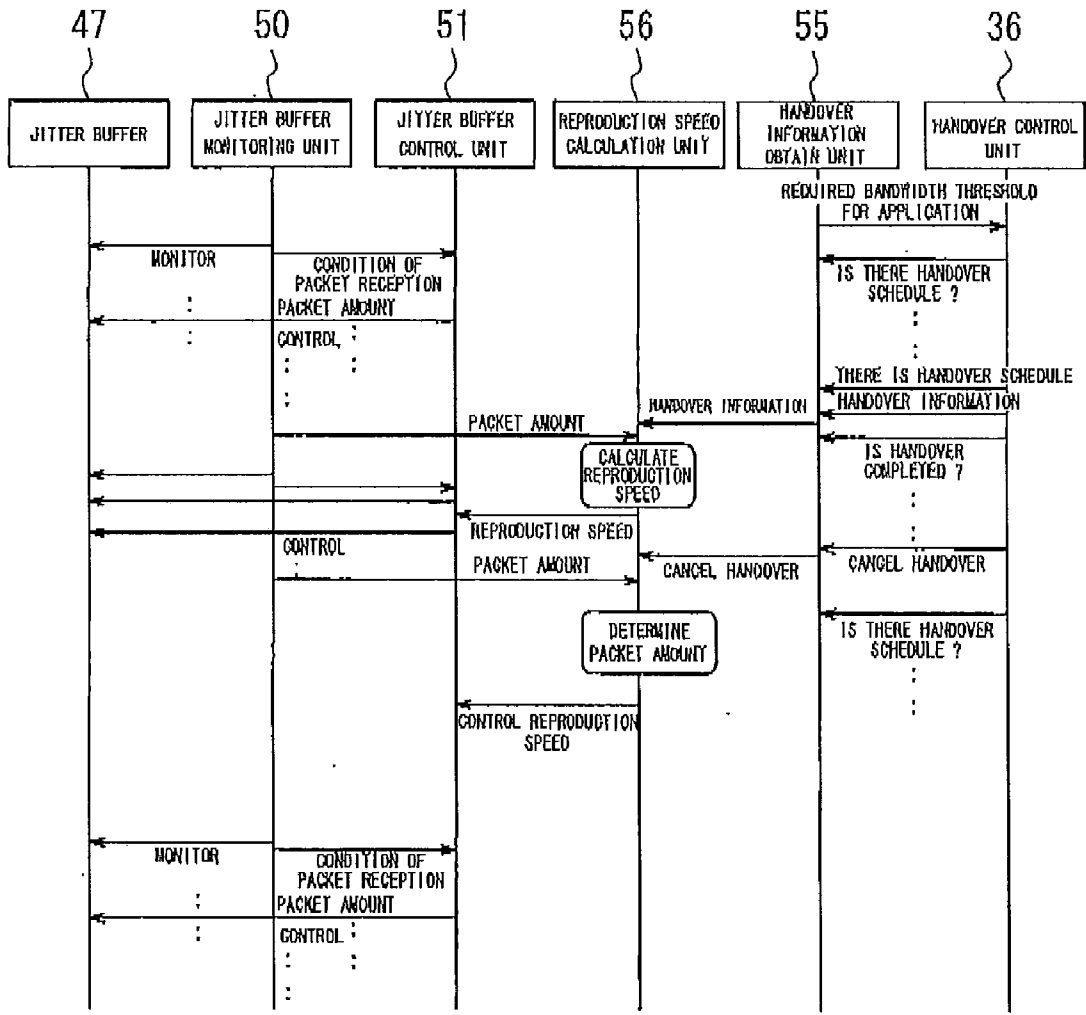 47 50 51 56 55 36
JITTER BUFFER
JITTER BUFFER
MONITORING UNIT
JITTER BUFFER
CONTROL UNIT
REPRODUCTION SPEED
CALCULATION UNIT
HANDOVER
INFORMATION
OBTAIN UNIT
HANDOVER CONTROL
UNIT
REQUIRED BANDWIDTH THRESHOLD
FOR APPLICATION
MONITOR
CONDITION OF
PACKET RECEPTION
IS THERE HANDOVER
SCHEDULE ?
PACKET AMOUNT
CONTROL
THERE IS HANDOVER SCHEDULE
HANDOVER INFORMATION
HANDOVER INFORMATION
PACKET AMOUNT
CALCULATE
REPRODUCTION
SPEED
IS HANDOVER
COMPLETED ?
REPRODUCTION SPEED
CONTROL
CANCEL HANDOVER
PACKET AMOUNT
CANCEL HANDOVER
DETERMINE
PACKET AMOUNT
IS THERE HANDOVER
SCHEDULE ?
CONTROL REPRODUCTION
SPEED
MONITOR
CONDITION OF
PACKET RECEPTION
PACKET AMOUNT
CONTROL